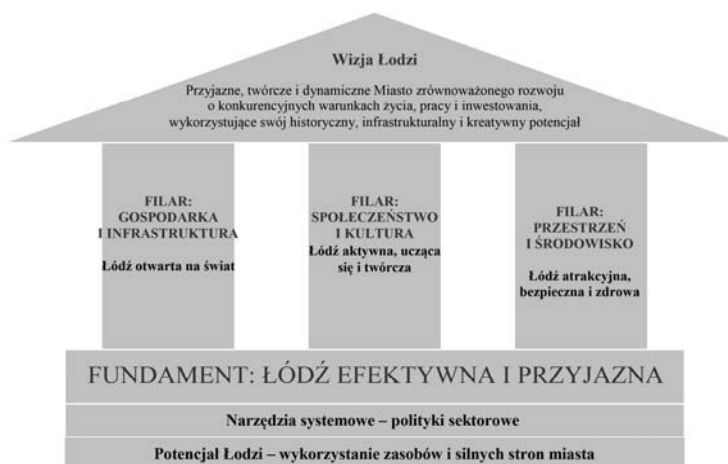 Wizja Łodzi
Przyjazne, twórcze i dynamiczne Miasto zrównoważonego rozwoju
o konkurencyjnych warunkach życia, pracy i inwestowania,
wykorzystujące swój historyczny, infrastrukturalny i kreatywny potencjał
FILAR:
GOSPODARKA
I INFRASTRUKTURA
Łódź otwarta na świat
FILAR:
SPOŁECZEŃSTWO
I KULTURA
Łódź aktywna, ucząca
się i twórcza
FILAR:
PRZESTRZEŃ
I ŚRODOWISKO
Łódź atrakcyjna,
bezpieczna i zdrowa
FUNDAMENT: ŁÓDŹ EFEKTYWNA I PRZYJAZNA
Narzędzia systemowe – polityki sektorowe
Potencjał Łodzi – wykorzystanie zasobów i silnych stron miasta